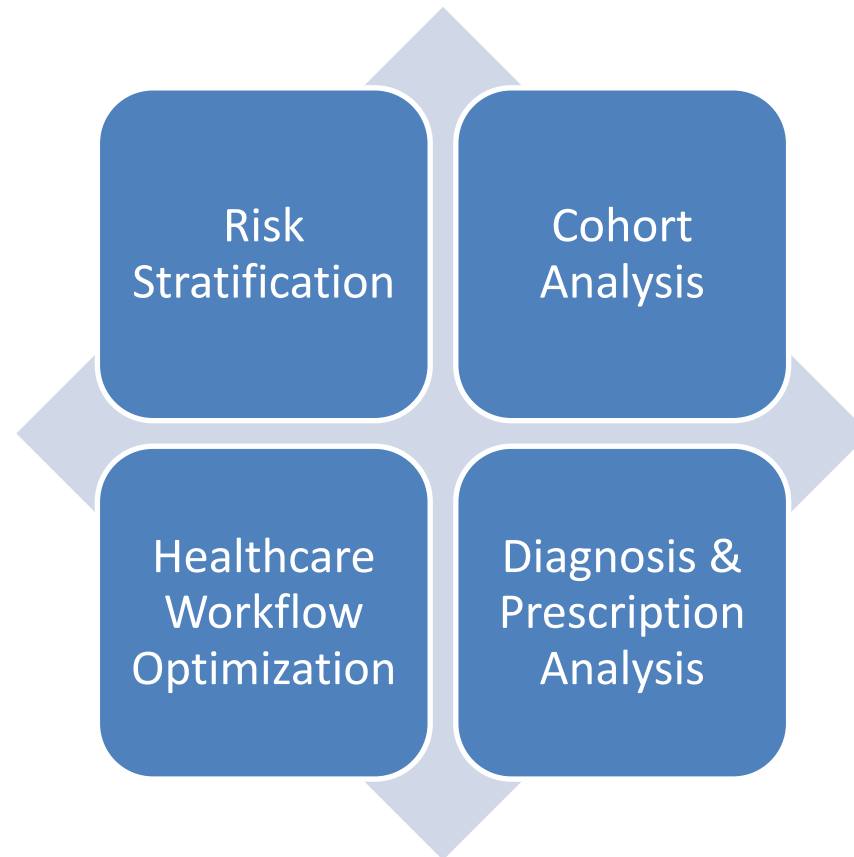 Risk
Stratification
Cohort
Analysis
Healthcare
Workflow
Optimization
Diagnosis &
Prescription
Analysis